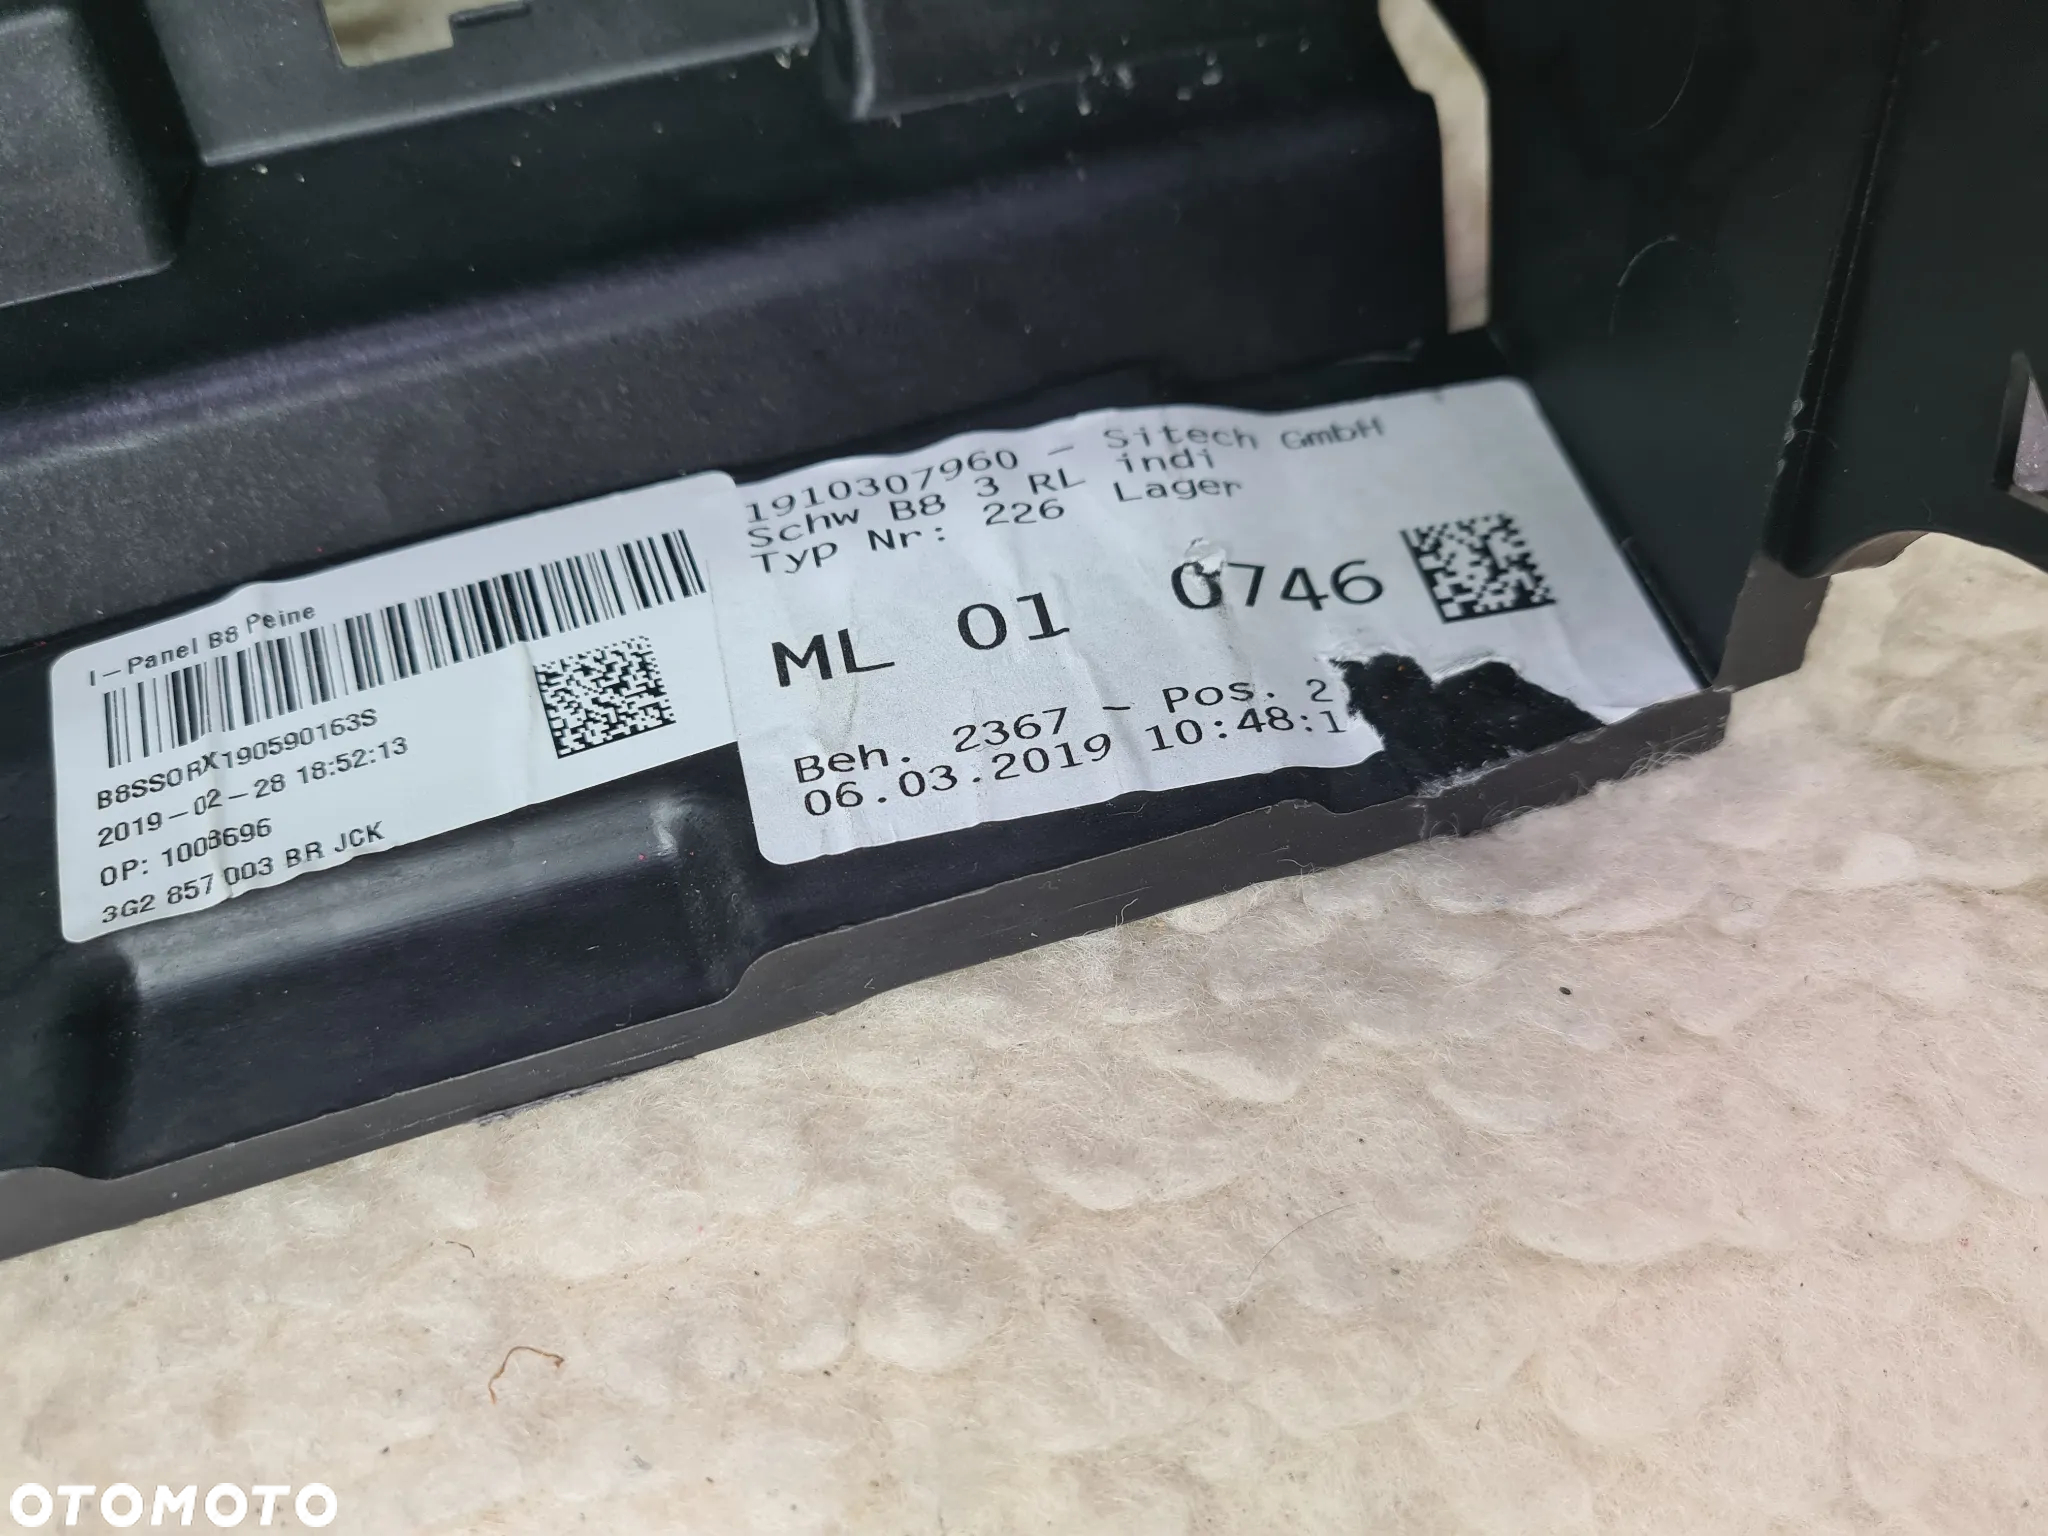 I-Panel B8 Peine
B8SSORX190590163S
2019-02-28 18:52:13
OP: 1008696
3G2 857 003 BR JCK
1910307960 - Sitech GmbH
Schw B8 3 RL indi
Typ Nr: 226 Lager
ML 01 0746
Beh. 2367 - Pos. 2
06.03.2019 10:48:1
OTOMOTO